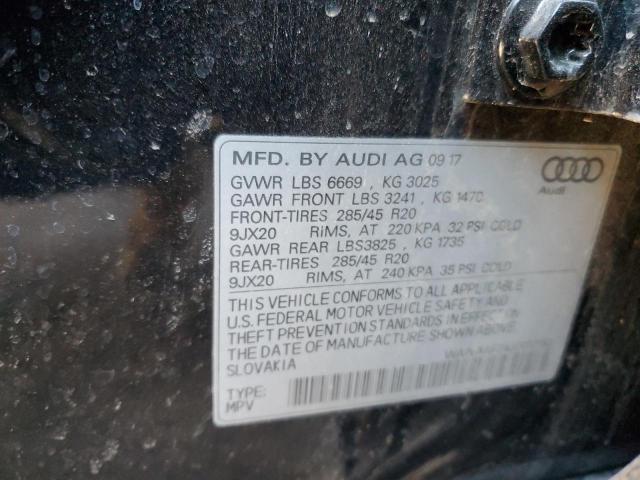 MFD. BY AUDI AG 09 17
GVWR LBS 6669 , KG 3025
GAWR FRONT LBS 3241 , KG 1470
FRONT-TIRES 285/45 R20
9JX20 RIMS, AT 220 KPA 32 PSI COLD
GAWR REAR LBS3825 , KG 1735
REAR-TIRES 285/45 R20
9JX20 RIMS, AT 240 KPA 35 PSI COLD
Audi
THIS VEHICLE CONFORMS TO ALL APPLICABLE
U.S. FEDERAL MOTOR VEHICLE SAFETY AND
THEFT PREVENTION STANDARDS IN EFFECT ON
THE DATE OF MANUFACTURE SHOWN ABOVE.
SLOVAKIA
TYPE:
MPV